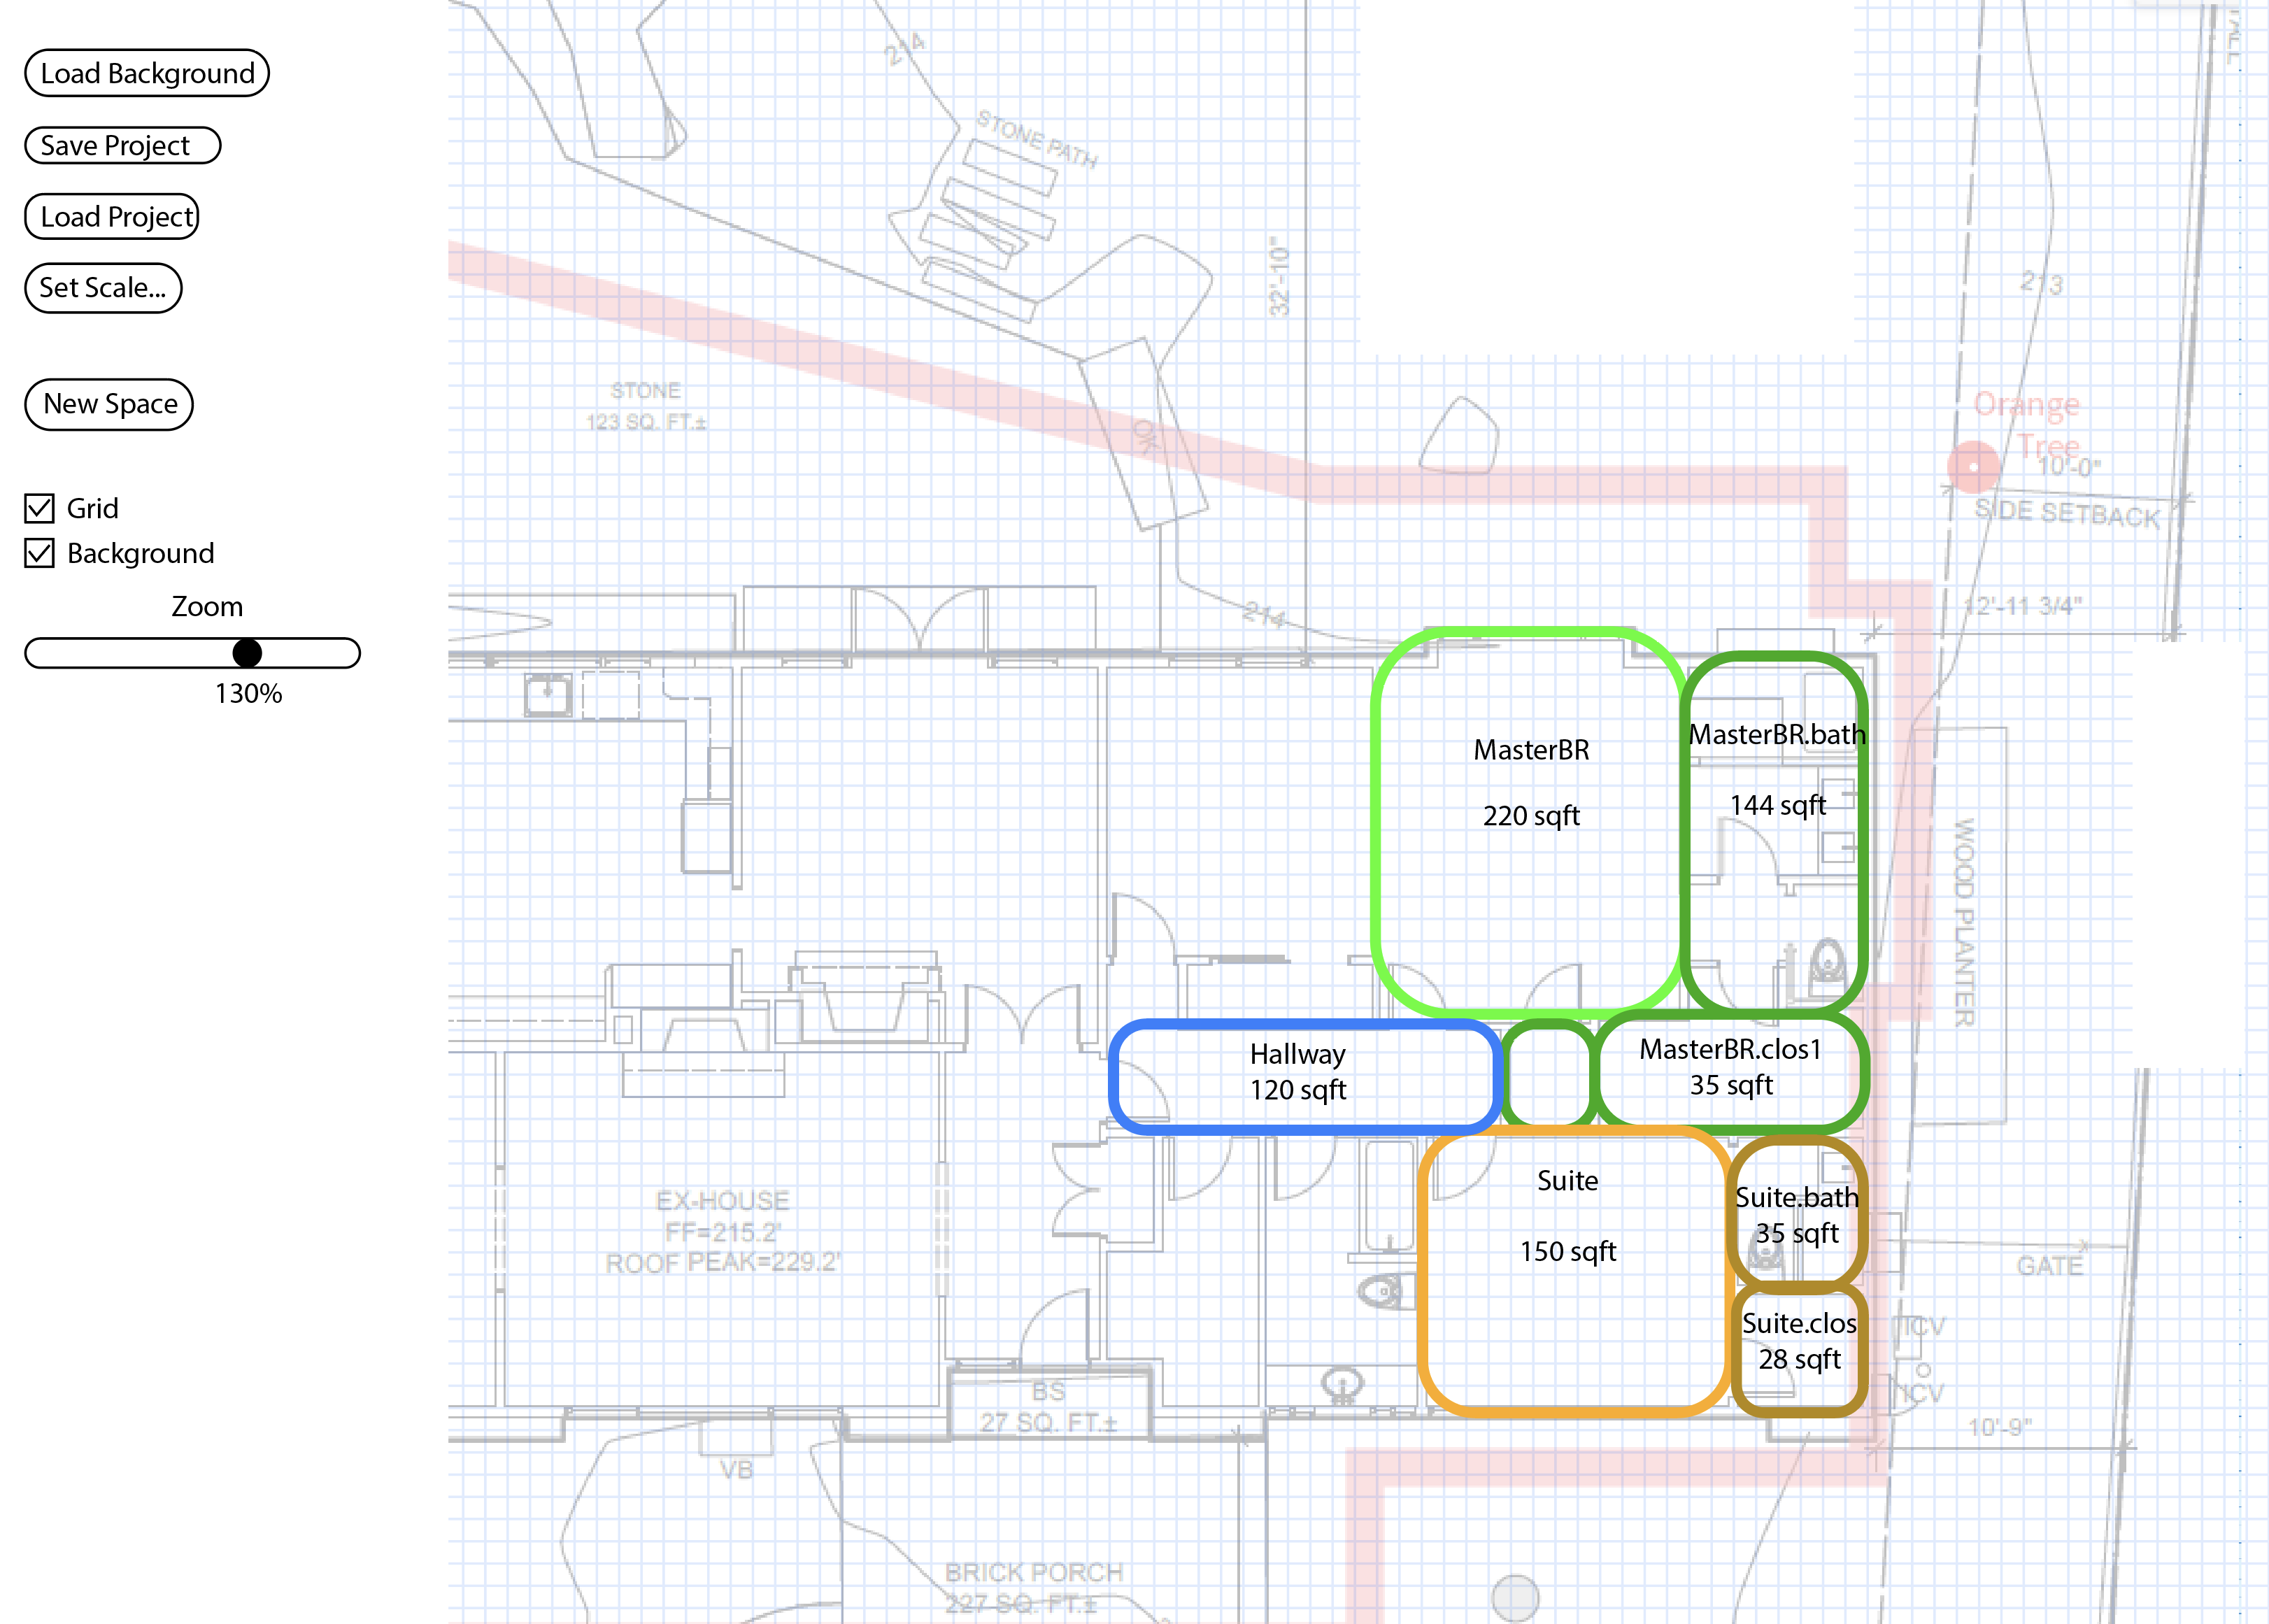 Load Background
Save Project
Load Project
Set Scale...
New Space
Grid
Background
Zoom
130%
214
STONE PATH
32'-10"
213
STONE
123 SQ. FT.±
OK
Orange
Tree
10'-0"
SIDE SETBACK
12'-11 3/4"
214
MasterBR
220 sqft
MasterBR.bath
144 sqft
WOOD PLANTER
Hallway
120 sqft
MasterBR.clos1
35 sqft
EX-HOUSE
FF=215.2'
ROOF PEAK=229.2'
Suite
150 sqft
Suite.bath
35 sqft
GATE
Suite.clos
28 sqft
ICV
ICV
BS
27 SQ. FT.±
10'-9"
VB
BRICK PORCH
227 SQ. FT.±